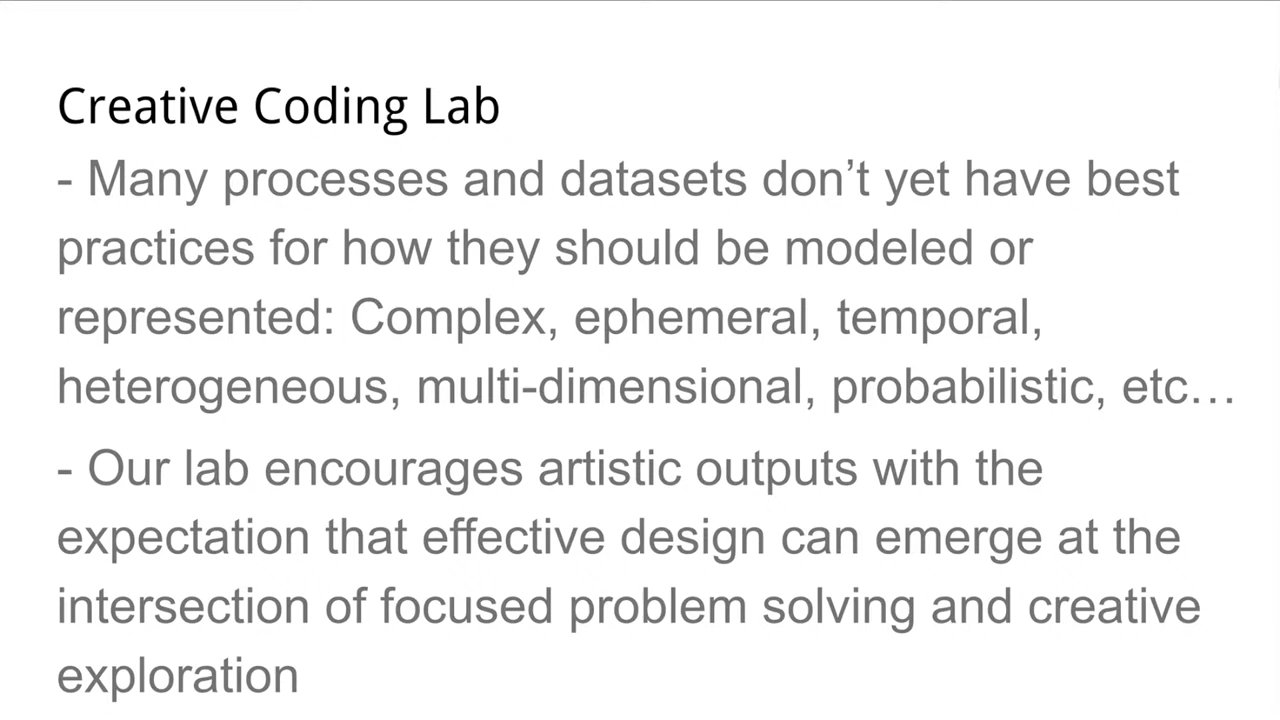 Creative Coding Lab
- Many processes and datasets don’t yet have best
practices for how they should be modeled or
represented: Complex, ephemeral, temporal,
heterogeneous, multi-dimensional, probabilistic, etc…
- Our lab encourages artistic outputs with the
expectation that effective design can emerge at the
intersection of focused problem solving and creative
exploration